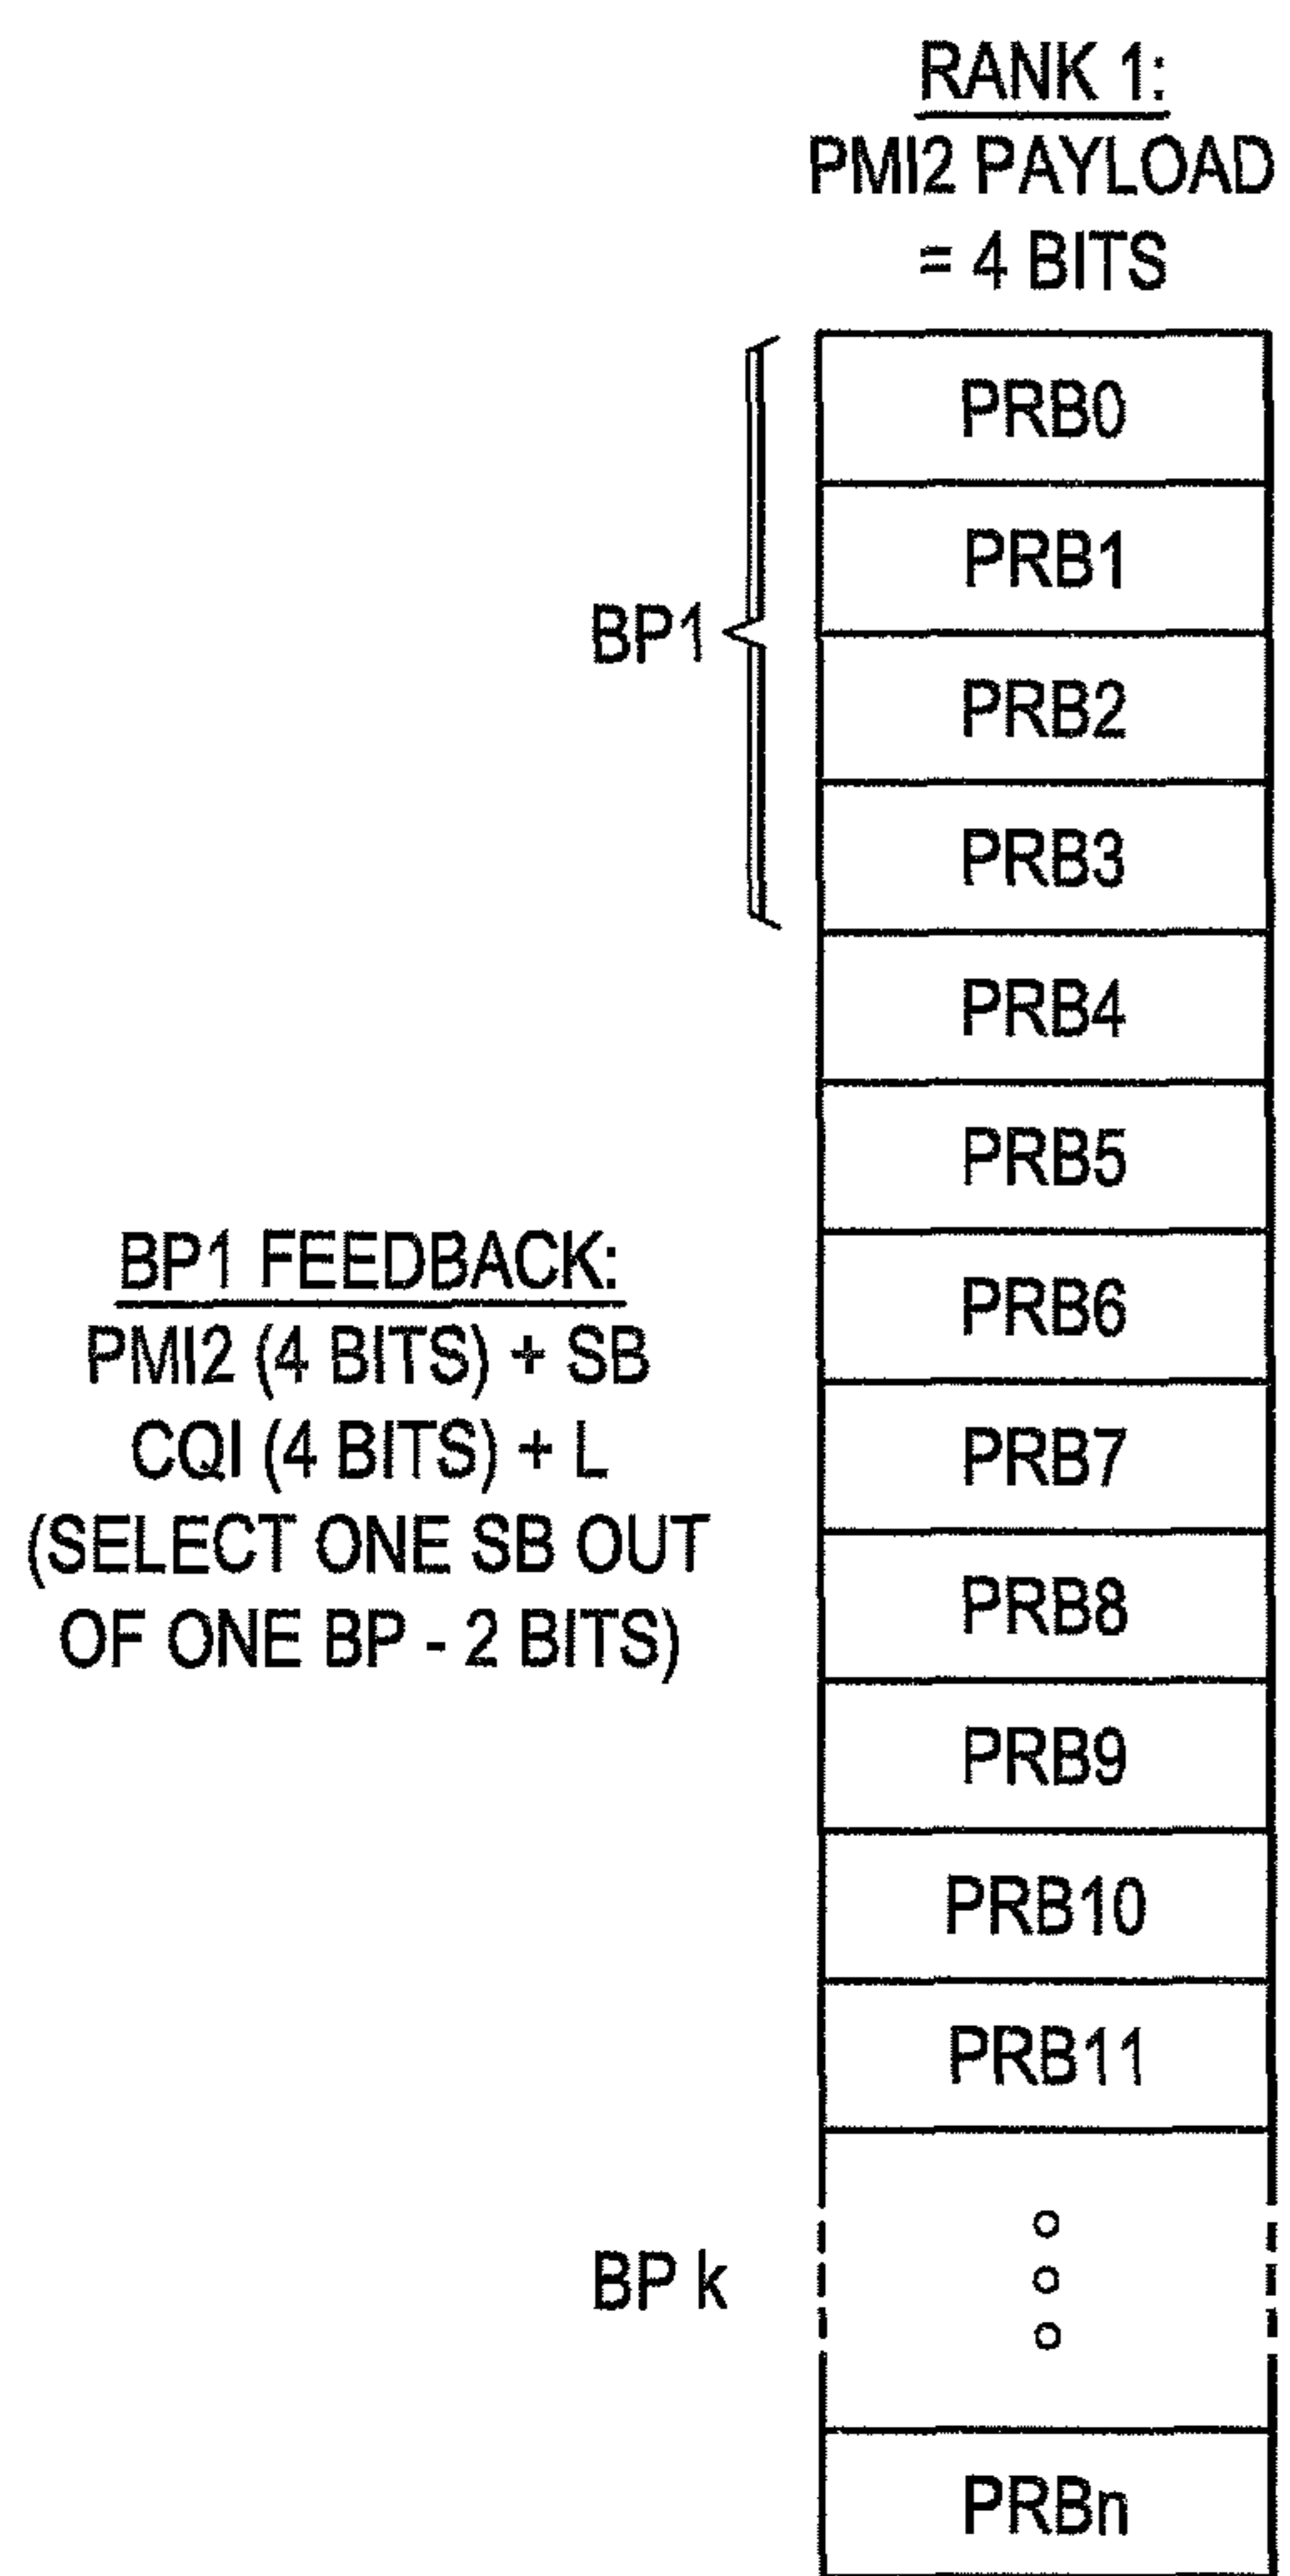 RANK 1:
PMI2 PAYLOAD
= 4 BITS
PRB0
PRB1
BP1
PRB2
PRB3
PRB4
PRB5
BP1 FEEDBACK:
PMI2 (4 BITS) + SB
CQI (4 BITS) + L
(SELECT ONE SB OUT
OF ONE BP - 2 BITS)
PRB6
PRB7
PRB8
PRB9
PRB10
PRB11
BP k
PRBn